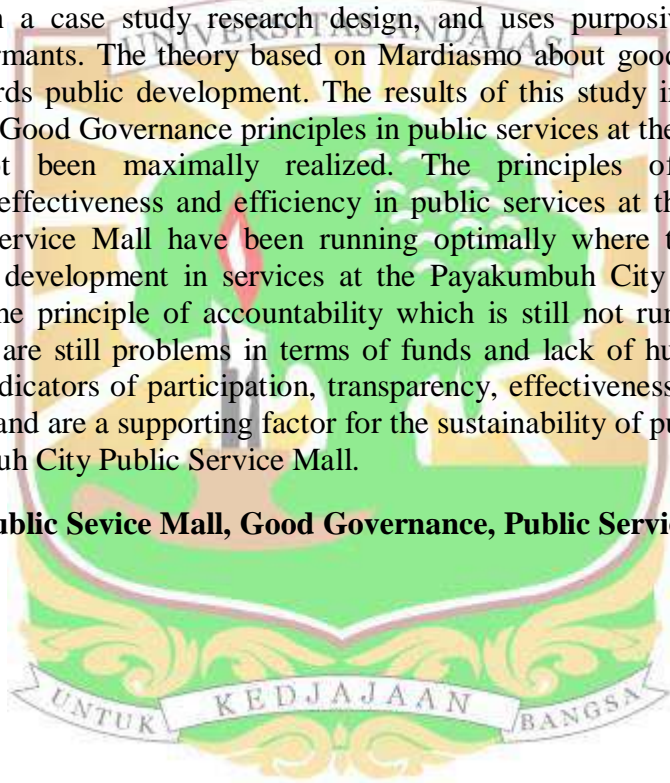 a case study research design, and uses purposi
UNIVERSITAS ANDALAS
rmants. The theory based on Mardiasmo about good
rds public development. The results of this study i
Good Governance principles in public services at the
been maximally realized. The principles of
effectiveness and efficiency in public services at th
ervice Mall have been running optimally where t
development in services at the Payakumbuh City
ne principle of accountability which is still not run
are still problems in terms of funds and lack of hu
dicators of participation, transparency, effectiveness
and are a supporting factor for the sustainability of pu
uh City Public Service Mall.
ublic Sevice Mall, Good Governance, Public Servic
UNTUK KEDJAJAAN BANGSA